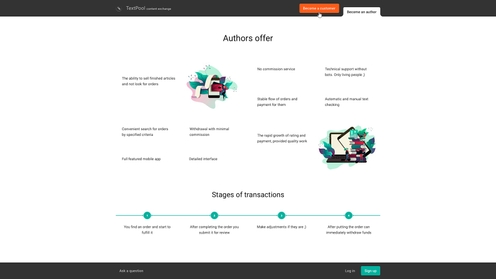 TextPool content exchange
Become a customer
Become an author
Authors offer
The ability to sell finished articles
and not look for orders
No commission service
Technical support without
bots. Only living people ;)
Stable flow of orders and
payment for them
Automatic and manual text
checking
Convenient search for orders
by specified criteria
Withdrawal with minimal
commission
Full-featured mobile app
Detailed interface
The rapid growth of rating and
payment, provided quality work
Stages of transactions
1
2
3
4
You find an order and start to
fulfill it
After completing the order you
submit it for review
Make adjustments if they are ;)
After putting the order can
immediately withdraw funds
Ask a question
Log in
Sign up